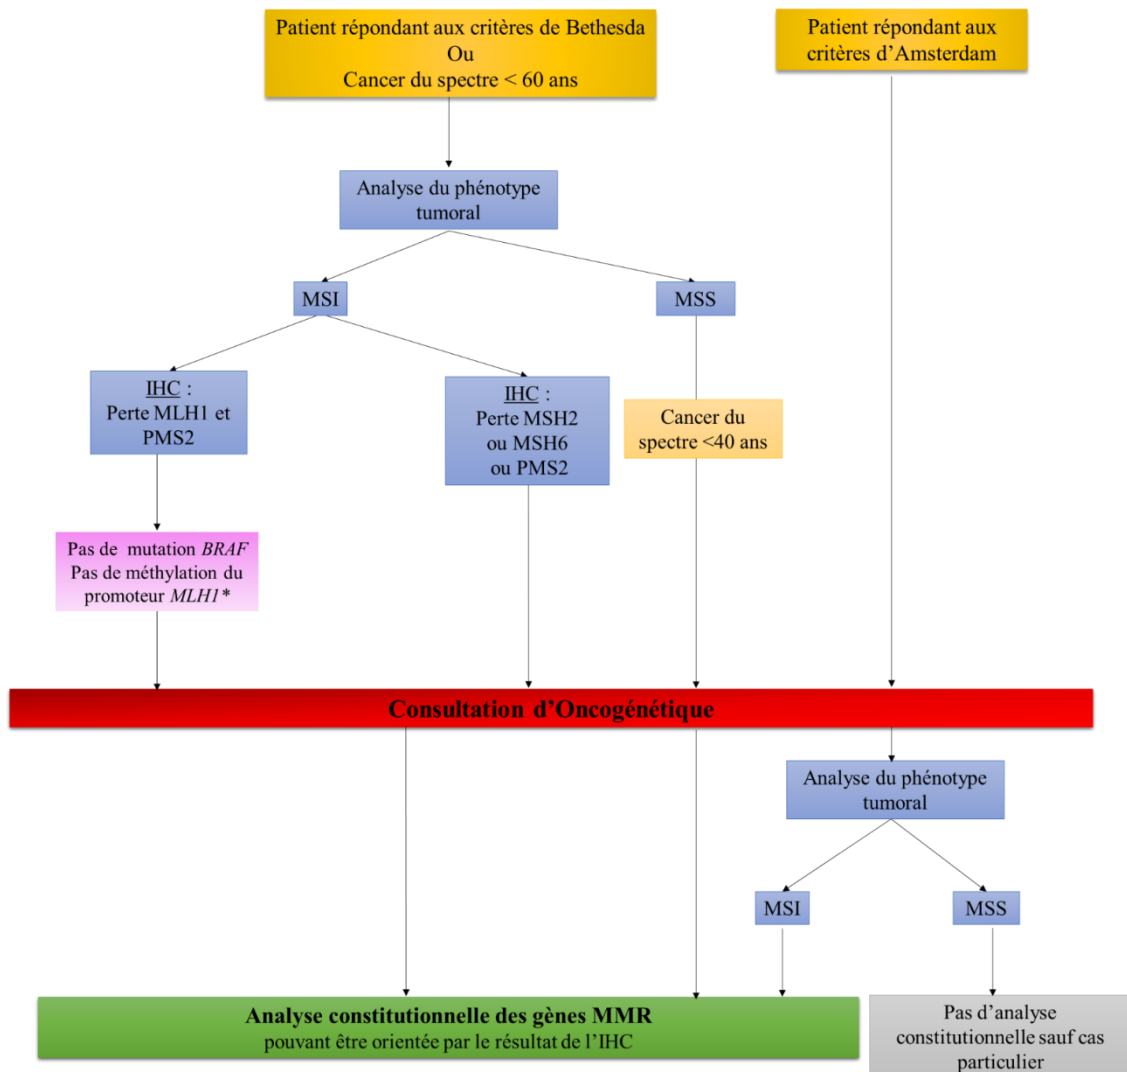 Patient répondant aux critères de Bethesda
Ou
Cancer du spectre < 60 ans
Patient répondant aux
critères d’Amsterdam
Analyse du phénotype
tumoral
MSI
MSS
IHC :
Perte MLH1 et
PMS2
IHC :
Perte MSH2
ou MSH6
ou PMS2
Cancer du
spectre <40 ans
Pas de mutation BRAF
Pas de méthylation du
promoteur MLH1*
Consultation d’Oncogénétique
Analyse du phénotype
tumoral
MSI
MSS
Analyse constitutionnelle des gènes MMR
pouvant être orientée par le résultat de l’IHC
Pas d’analyse
constitutionnelle sauf cas
particulier